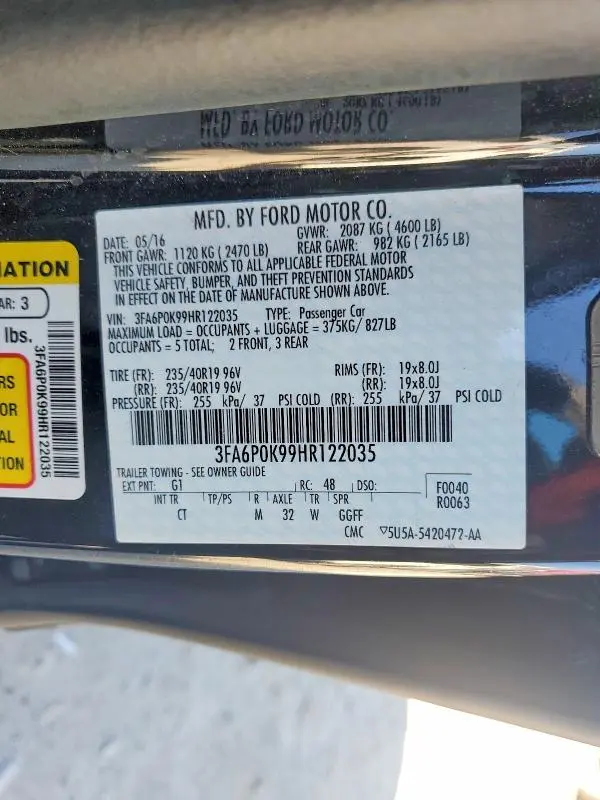 MFD. BY FORD MOTOR CO.
DATE: 05/16 GVWR: 2087 KG ( 4600 LB)
FRONT GAWR: 1120 KG ( 2470 LB) REAR GAWR: 982 KG ( 2165 LB)
THIS VEHICLE CONFORMS TO ALL APPLICABLE FEDERAL MOTOR
VEHICLE SAFETY, BUMPER, AND THEFT PREVENTION STANDARDS
IN EFFECT ON THE DATE OF MANUFACTURE SHOWN ABOVE.
VIN: 3FA6P0K99HR122035 TYPE: Passenger Car
MAXIMUM LOAD = OCCUPANTS + LUGGAGE = 375KG/ 827LB
OCCUPANTS = 5 TOTAL; 2 FRONT, 3 REAR
TIRE (FR): 235/40R19 96V RIMS (FR): 19x8.0J
(RR): 235/40R19 96V (RR): 19x8.0J
PRESSURE (FR): 255 kPa/ 37 PSI COLD (RR): 255 kPa/ 37 PSI COLD
3FA6P0K99HR122035
TRAILER TOWING - SEE OWNER GUIDE
EXT PNT: G1 RC: 48 DSO: F0040
INT TR TP/PS R AXLE TR SPR R0063
CT M 32 W GGFF
CMC ▽5U5A-5420472-AA
MATION
AR: 3
lbs.
RS
OR
AL
TION
3FA6P0K99HR122035
MFD. BY FORD MOTOR CO.